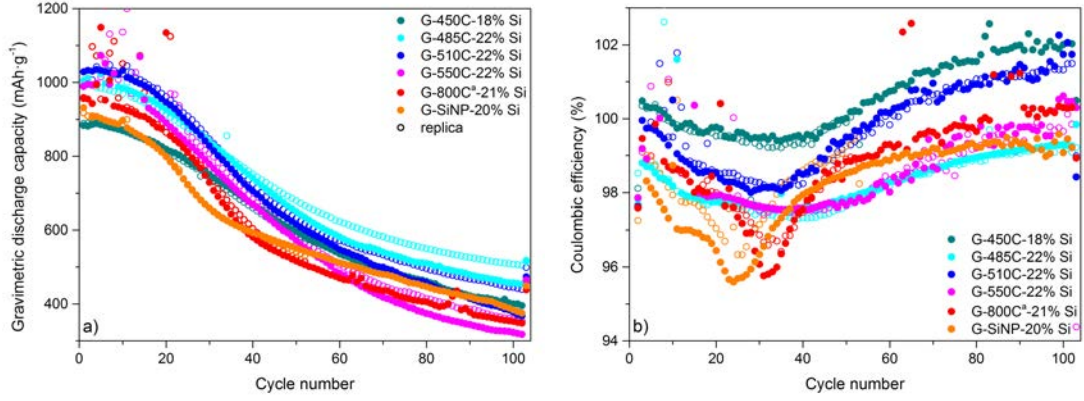 1200
1000
800
600
400
0
20
40
60
80
100
Gravimetric discharge capacity (mAh·g⁻¹)
Cycle number
a)
G-450C-18% Si
G-485C-22% Si
G-510C-22% Si
G-550C-22% Si
G-800Cᵃ-21% Si
G-SiNP-20% Si
replica
102
100
98
96
94
0
20
40
60
80
100
Coulombic efficiency (%)
Cycle number
b)
G-450C-18% Si
G-485C-22% Si
G-510C-22% Si
G-550C-22% Si
G-800Cᵃ-21% Si
G-SiNP-20% Si